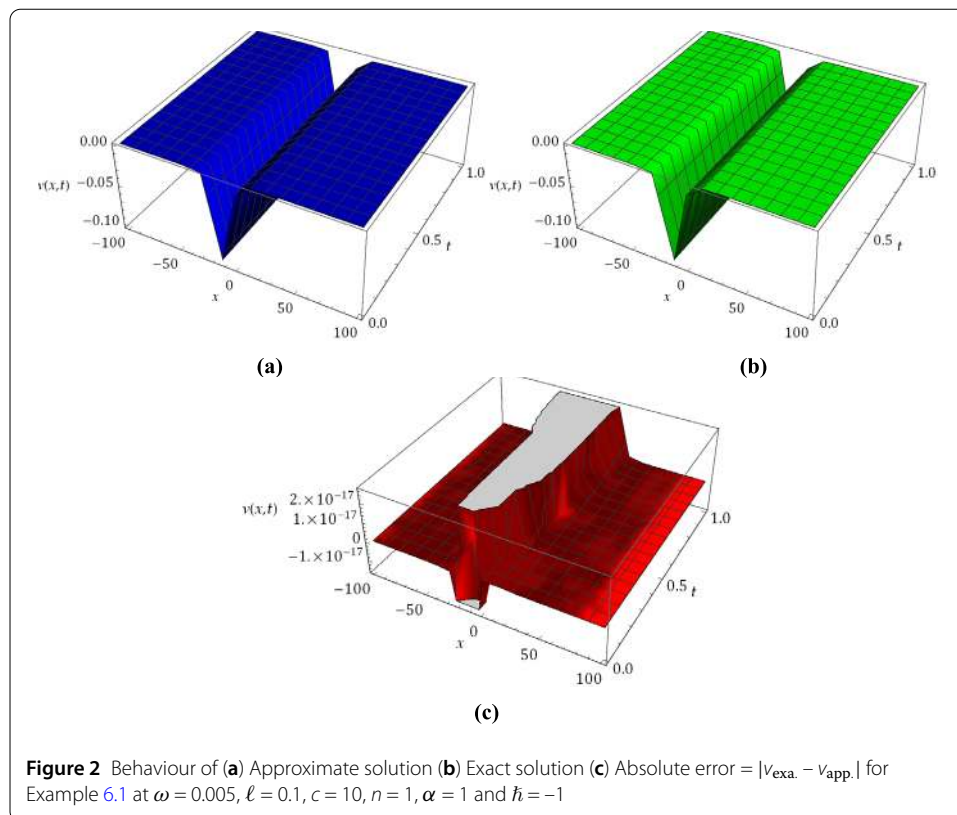 0.00
v(x,t) −0.05
−0.10
−100
−50
x
0
50
100
0.0
0.5
t
1.0
(a)
0.00
v(x,t) −0.05
−0.10
−100
−50
x
0
50
100
0.0
0.5
t
1.0
(b)
2.×10⁻¹⁷
v(x,t) 1.×10⁻¹⁷
0
−1.×10⁻¹⁷
−100
−50
x
0
50
100
0.0
0.5
t
1.0
(c)
Figure 2 Behaviour of (a) Approximate solution (b) Exact solution (c) Absolute error = |v_exa. – v_app.| for
Example 6.1 at ω = 0.005, ℓ = 0.1, c = 10, n = 1, α = 1 and ℏ = –1